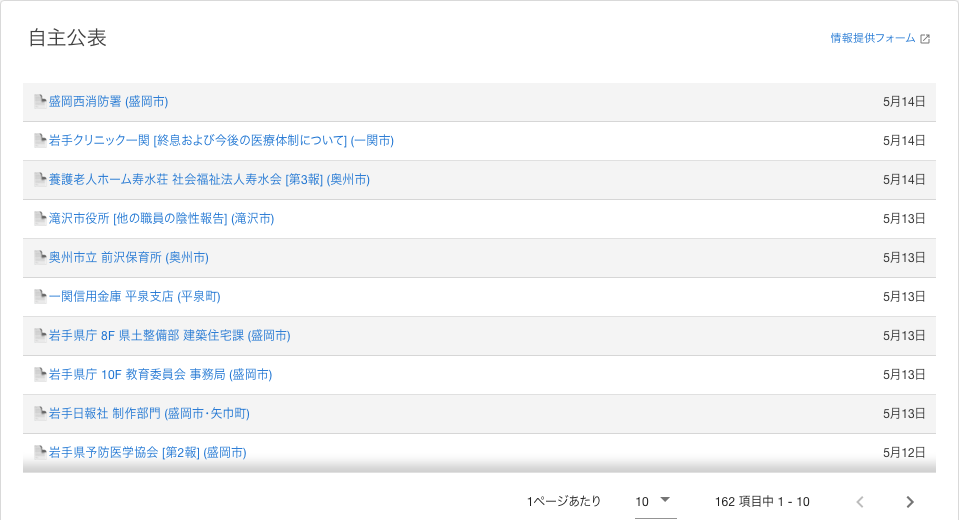 自主公表
情報提供フォーム
盛岡西消防署 (盛岡市) 5月14日
岩手クリニック一関 [終息および今後の医療体制について] (一関市) 5月14日
養護老人ホーム寿水荘 社会福祉法人寿水会 [第3報] (奥州市) 5月14日
滝沢市役所 [他の職員の陰性報告] (滝沢市) 5月13日
奥州市立 前沢保育所 (奥州市) 5月13日
一関信用金庫 平泉支店 (平泉町) 5月13日
岩手県庁 8F 県土整備部 建築住宅課 (盛岡市) 5月13日
岩手県庁 10F 教育委員会 事務局 (盛岡市) 5月13日
岩手日報社 制作部門 (盛岡市・矢巾町) 5月13日
岩手県予防医学協会 [第2報] (盛岡市) 5月12日
1ページあたり 10 162 項目中 1 - 10